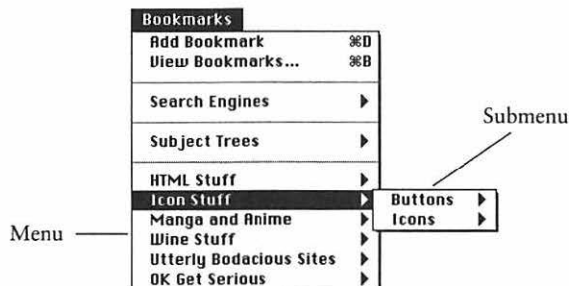 Bookmarks
Add Bookmark ⌘D
View Bookmarks... ⌘B
Search Engines
Subject Trees
HTML Stuff
Icon Stuff
Manga and Anime
Wine Stuff
Utterly Bodacious Sites
OK Get Serious
Submenu
Buttons
Icons
Menu